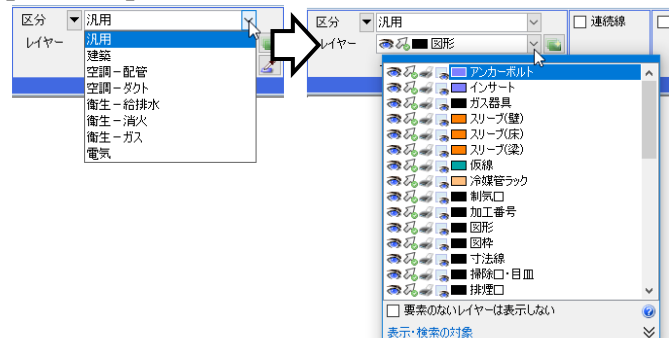 区分 ▼ 汎用
レイヤー
汎用
建築
空調－配管
空調－ダクト
衛生－給排水
衛生－消火
衛生－ガス
電気
区分 ▼ 汎用
連続線
レイヤー 図形
アンカーボルト
インサート
ガス器具
スリーブ(壁)
スリーブ(床)
スリーブ(梁)
仮線
冷媒管ラック
制気口
加工番号
図形
図枠
寸法線
掃除口・目皿
排煙口
要素のないレイヤーは表示しない
表示・検索の対象